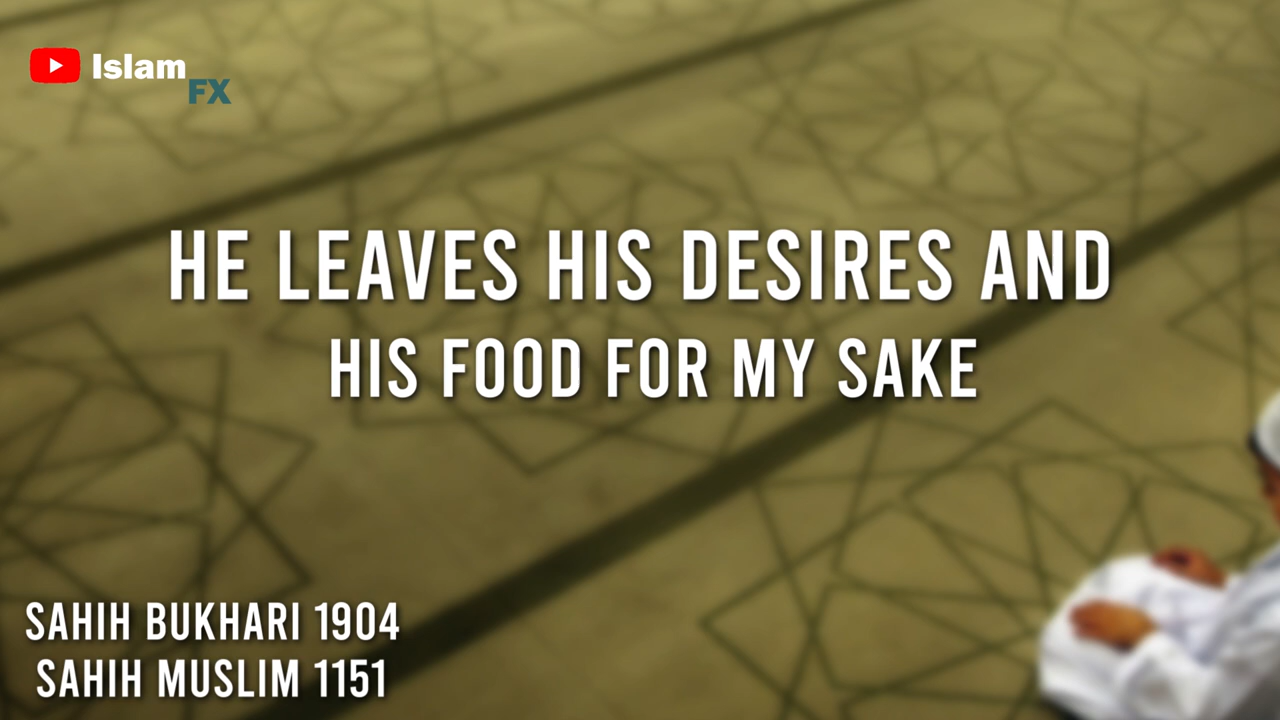 Islam
FX
HE LEAVES HIS DESIRES AND
HIS FOOD FOR MY SAKE
SAHIH BUKHARI 1904
SAHIH MUSLIM 1151